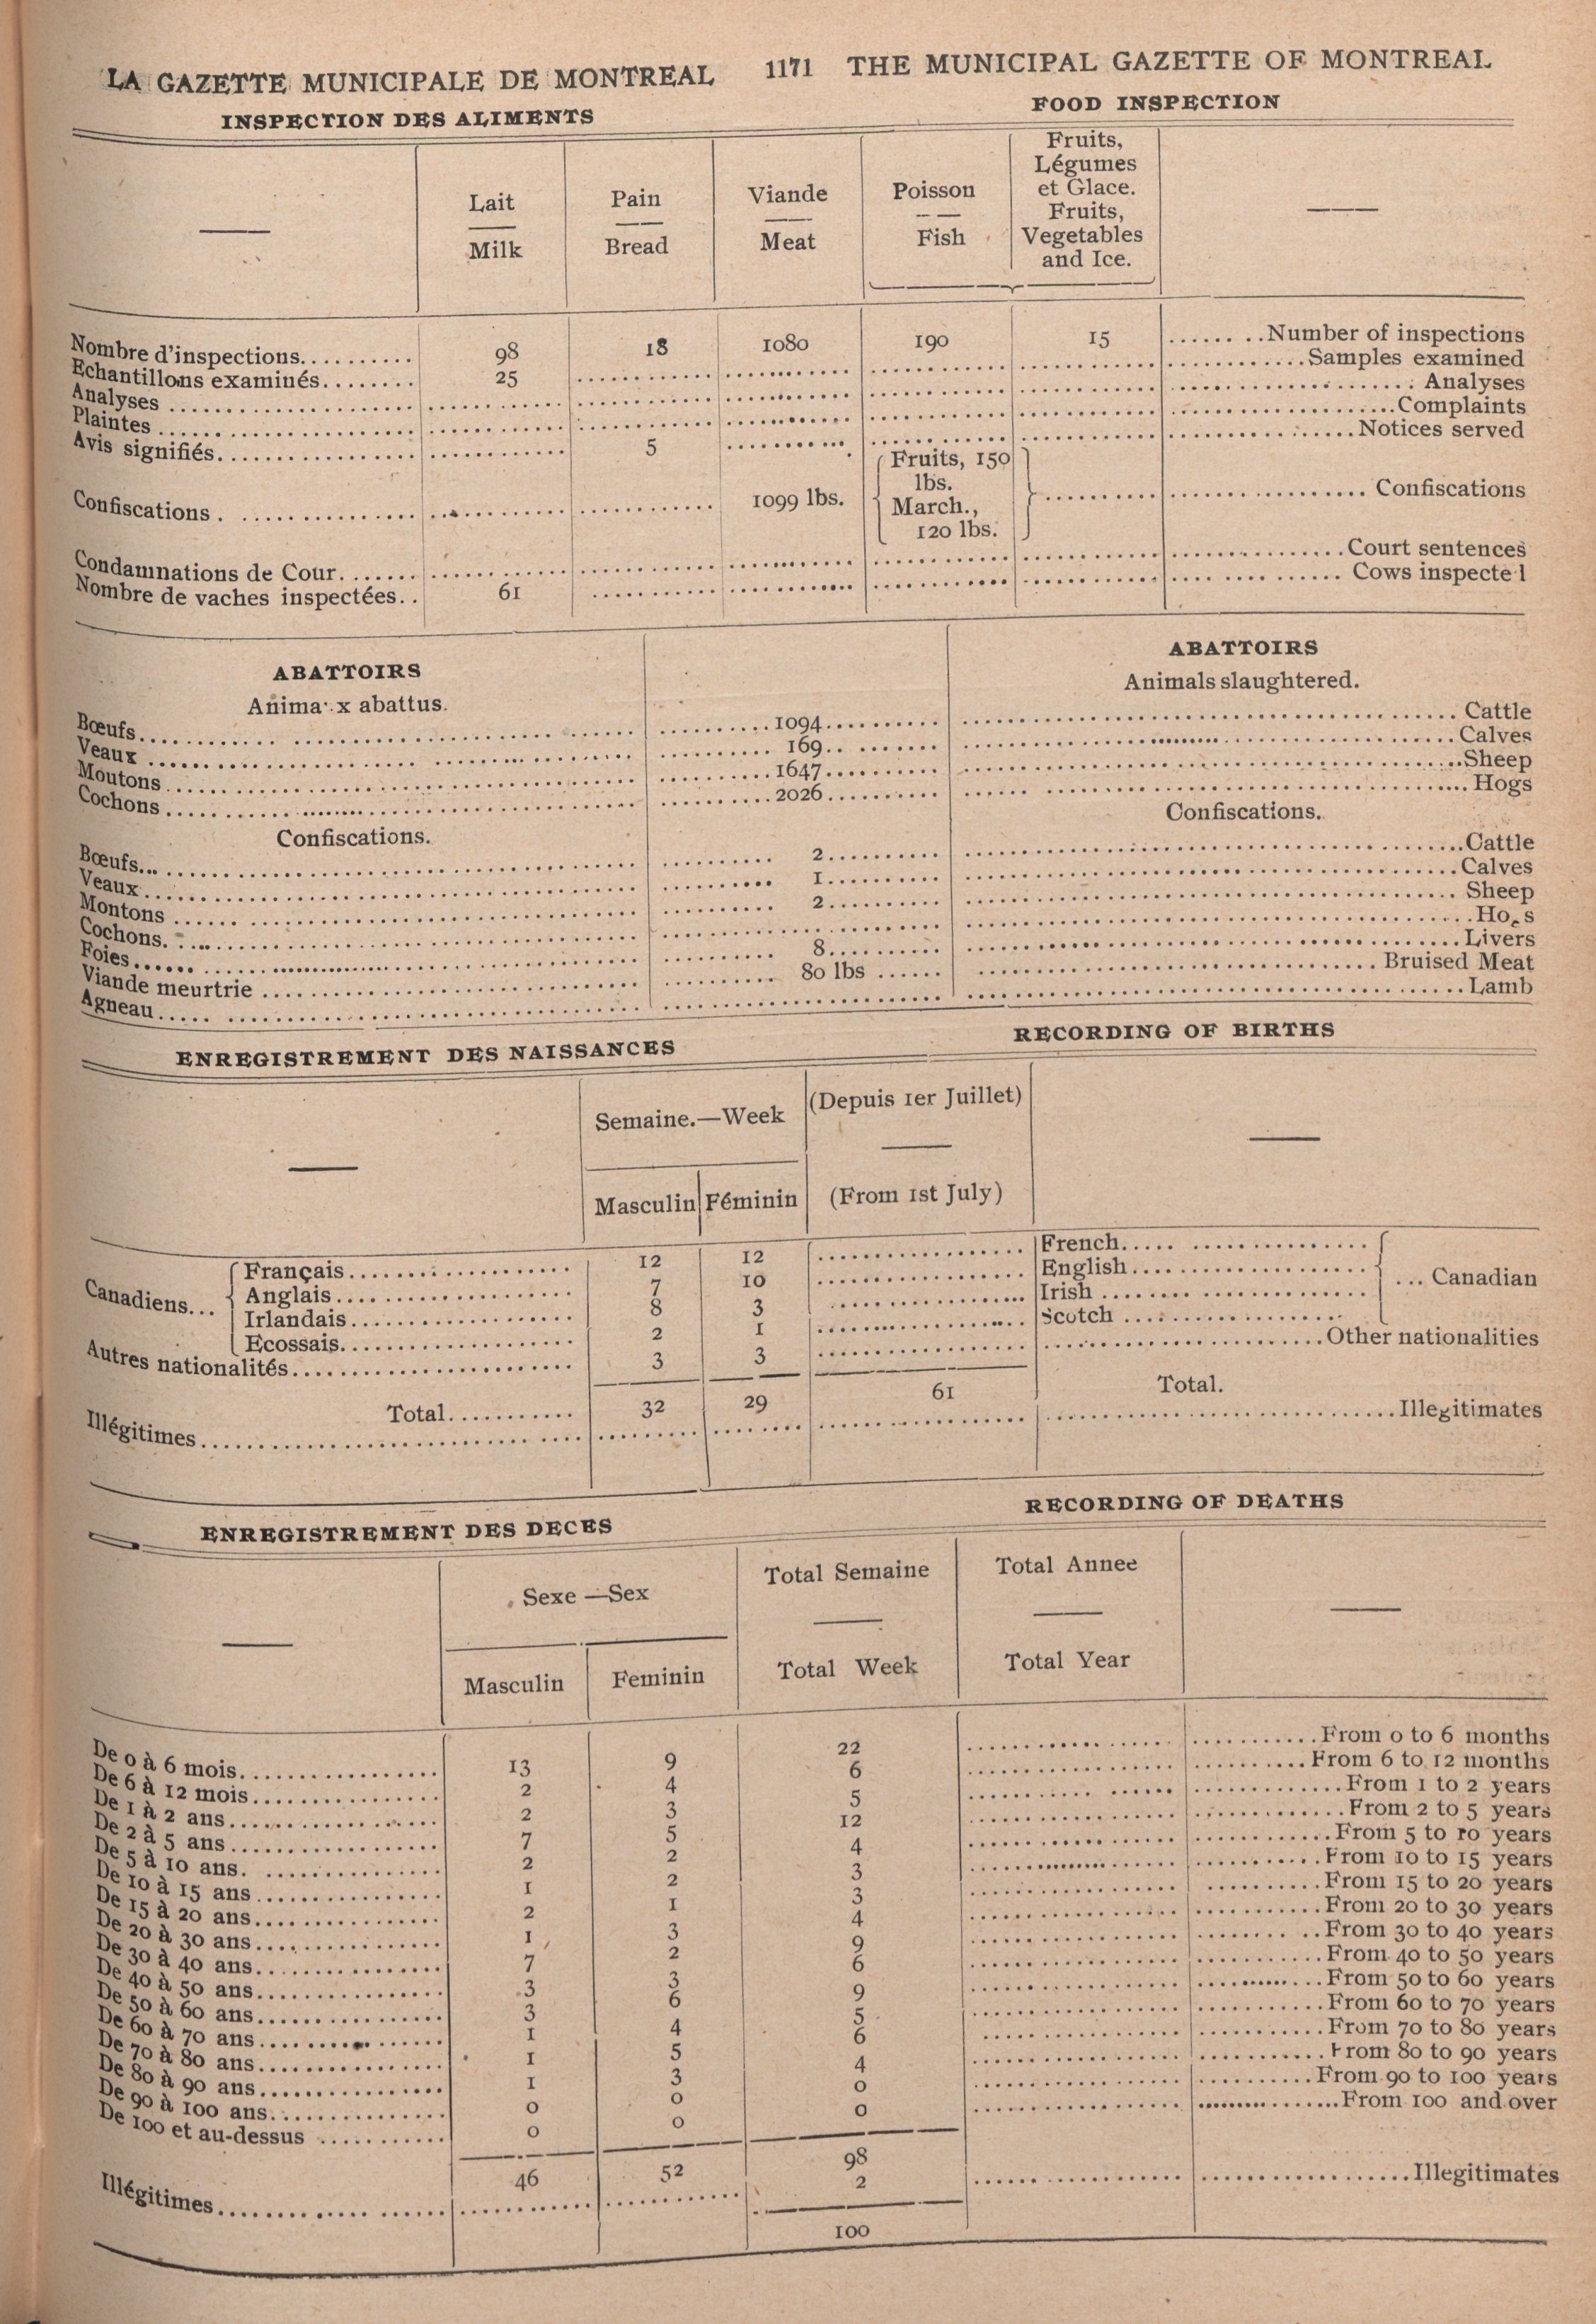 LA GAZETTE MUNICIPALE DE MONTREAL 1171 THE MUNICIPAL GAZETTE OF MONTREAL
INSPECTION DES ALIMENTS FOOD INSPECTION
Lait
Milk
Pain
Bread
Viande
Meat
Poisson
Fish
Fruits,
Légumes
et Glace.
Fruits,
Vegetables
and Ice.
Nombre d'inspections.......... 98 18 1080 190 15 ........Number of inspections
Echantillons examinés........ 25 ............Samples examined
Analyses .................... Analyses
Plaintes .................... Complaints
Avis signifiés................. 5 .............Notices served
Confiscations . ............... 1099 lbs. Fruits, 150 lbs. March., 120 lbs. ................ Confiscations
Condamnations de Cour....... ...............Court sentences
Nombre de vaches inspectées.. 61 .... .... ...... Cows inspecte l
ABATTOIRS ABATTOIRS
Anima x abattus. Animals slaughtered.
Bœufs............ ..........1094.......... Cattle
Veaux ............ .......... 169.. ....... Calves
Moutons............ ..........1647.......... Sheep
Cochons............ ..........2026.......... Hogs
Confiscations. Confiscations.
Bœufs............ .......... 2.......... Cattle
Veaux............ .......... 1.......... Calves
Montons ............ .......... 2.......... Sheep
Cochons............ .................... Ho s
Foies............ .......... 8.......... Livers
Viande meurtrie ............ .......... 80 lbs ...... Bruised Meat
Agneau..... ............ .................... Lamb
ENREGISTREMENT DES NAISSANCES RECORDING OF BIRTHS
Semaine.—Week
(Depuis 1er Juillet)
Masculin Féminin (From 1st July)
Canadiens...
Français.................. 12 12 .................. French..... ...............
Anglais.................. 7 10 .................. English..................
... Canadian
Irlandais.................. 8 3 .................. Irish ........ ..............
Ecossais.................. 2 1 .................. Scotch ..................
Autres nationalités........................ 3 3 .................. ........................Other nationalities
Total........... 32 29 61 Total.
Illégitimes........................ ..............................Illegitimates
ENREGISTREMENT DES DECES RECORDING OF DEATHS
Sexe —Sex
Total Semaine
Total Annee
Masculin Feminin Total Week Total Year
De 0 à 6 mois.................. 13 9 22 ............From 0 to 6 months
De 6 à 12 mois................ 2 4 6 ..........From 6 to 12 months
De 1 à 2 ans.................. 2 3 5 .............From 1 to 2 years
De 2 à 5 ans.................. 7 5 12 .............From 2 to 5 years
De 5 à 10 ans. ............... 2 2 4 ............From 5 to 10 years
De 10 à 15 ans................ 1 2 3 ...........From 10 to 15 years
De 15 à 20 ans................ 2 1 3 ..........From 15 to 20 years
De 20 à 30 ans................ 1 3 4 ...........From 20 to 30 years
De 30 à 40 ans................ 7 2 9 ........ ..From 30 to 40 years
De 40 à 50 ans................ 3 3 6 ...........From 40 to 50 years
De 50 à 60 ans................ 3 6 9 ............From 50 to 60 years
De 60 à 70 ans................ 1 4 5 ...........From 60 to 70 years
De 70 à 80 ans................ 1 5 6 ...........From 70 to 80 years
De 80 à 90 ans................ 1 3 4 ...........From 80 to 90 years
De 90 à 100 ans............... 0 0 0 ..........From 90 to 100 years
De 100 et au-dessus ........... 0 0 0 .............From 100 and over
46 52 98
Illégitimes.................... 2 ..................Illegitimates
100